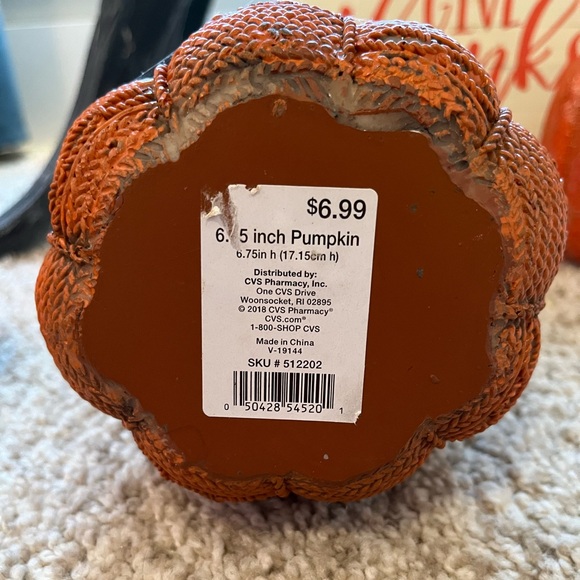 GIVE
$6.99
6. 5 inch Pumpkin
6.75in h (17.15cm h)
Distributed by:
CVS Pharmacy, Inc.
One CVS Drive
Woonsocket, RI 02895
© 2018 CVS Pharmacy®
CVS.com®
1-800-SHOP CVS
Made in China
V-19144
SKU # 512202
0 50428 54520 1